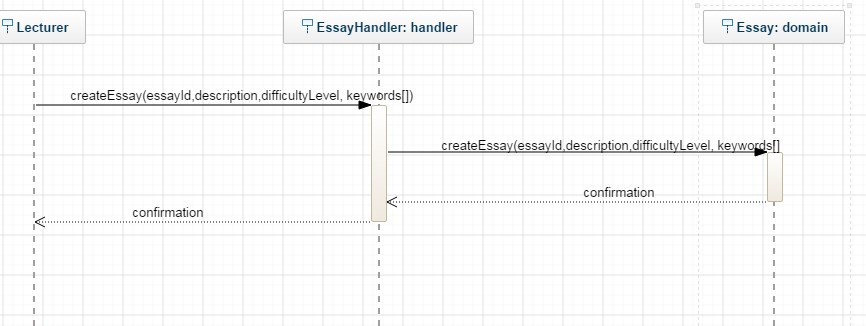 Lecturer
EssayHandler: handler
Essay: domain
createEssay(essayId,description,difficultyLevel, keywords[])
createEssay(essayId,description,difficultyLevel, keywords[]
confirmation
confirmation